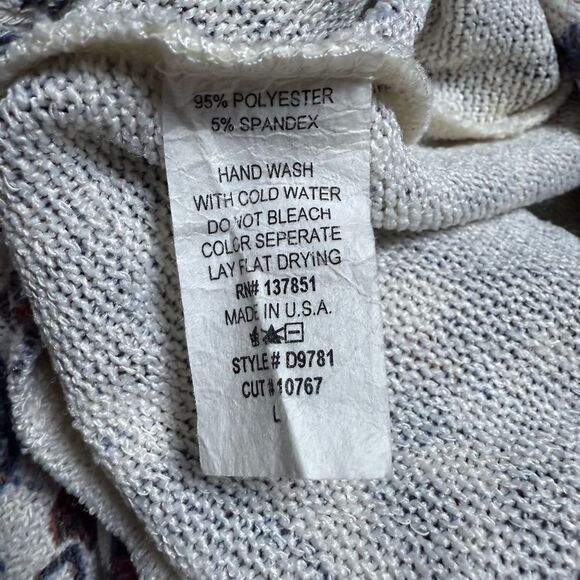 95% POLYESTER
5% SPANDEX
HAND WASH
WITH COLD WATER
DO NOT BLEACH
COLOR SEPERATE
LAY FLAT DRYING
RN# 137851
MADE IN U.S.A.
STYLE# D9781
CUT# 10767
L